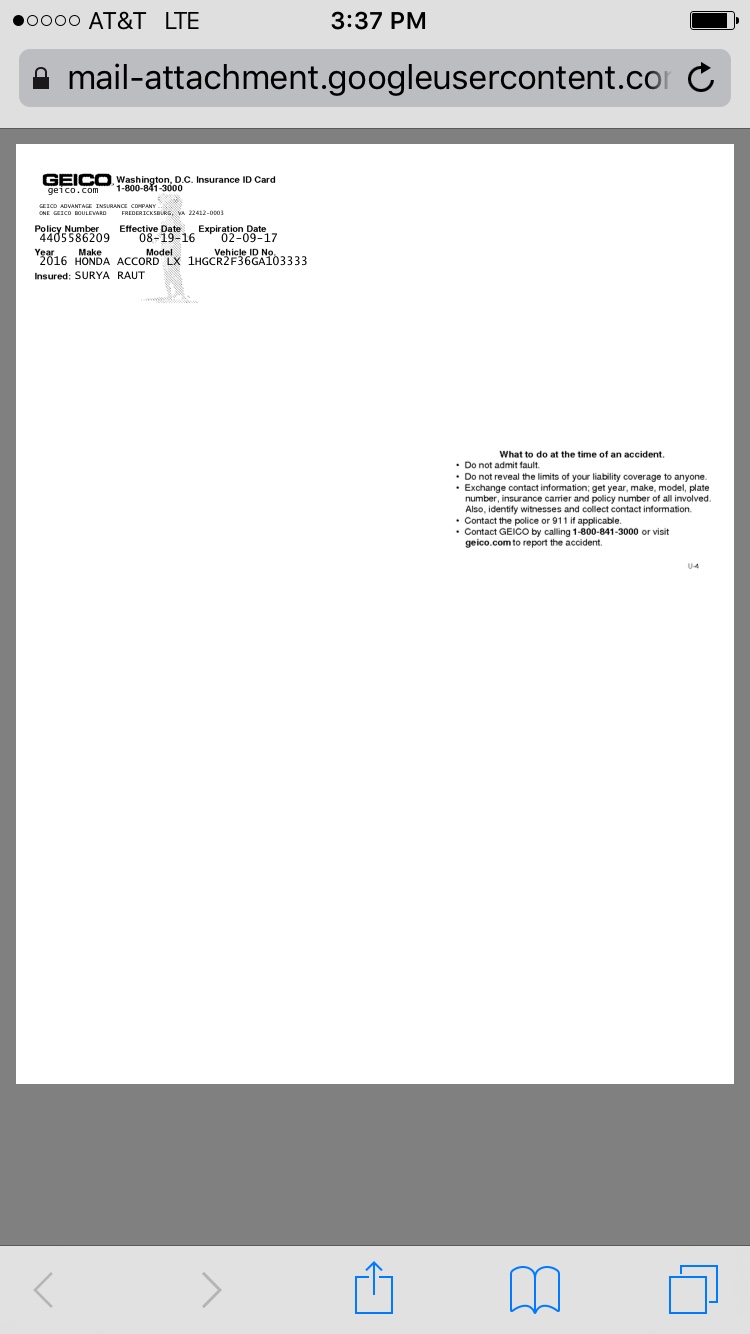 AT&T LTE 3:37 PM
mail-attachment.googleusercontent.cor
GEICO Washington, D.C. Insurance ID Card
geico.com 1-800-841-3000
GEICO ADVANTAGE INSURANCE COMPANY
ONE GEICO BOULEVARD FREDERICKSBURG, VA 22412-0003
Policy Number Effective Date Expiration Date
4405586209 08-19-16 02-09-17
Year Make Model Vehicle ID No.
2016 HONDA ACCORD LX 1HGCR2F36GA103333
Insured: SURYA RAUT
What to do at the time of an accident.
• Do not admit fault.
• Do not reveal the limits of your liability coverage to anyone.
• Exchange contact information; get year, make, model, plate
number, insurance carrier and policy number of all involved.
Also, identify witnesses and collect contact information.
• Contact the police or 911 if applicable.
• Contact GEICO by calling 1-800-841-3000 or visit
geico.com to report the accident.
U-4